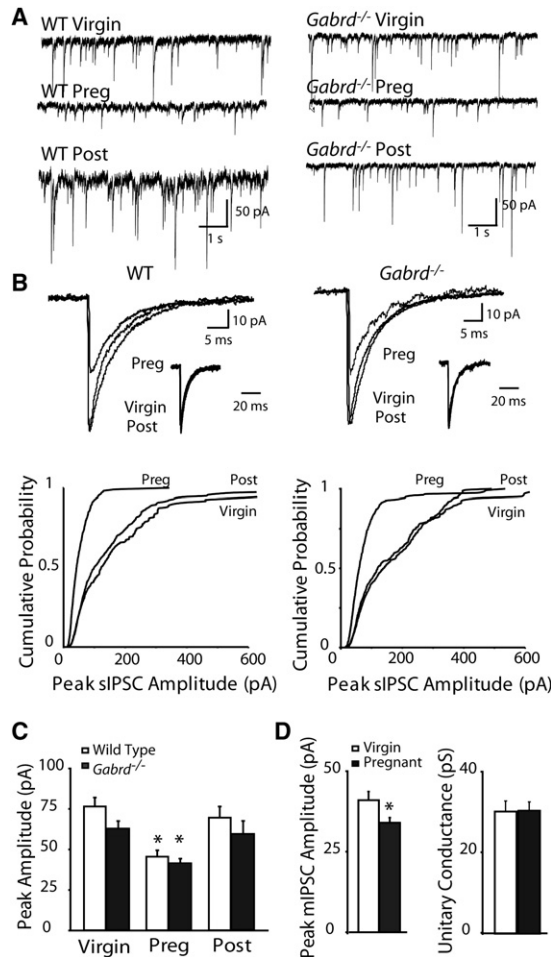 A
WT Virgin
WT Preg
WT Post
50 pA
1 s
Gabrd-/- Virgin
Gabrd-/- Preg
Gabrd-/- Post
50 pA
1 s
B
WT
10 pA
5 ms
Preg
Virgin
Post
20 ms
Gabrd-/-
10 pA
5 ms
Preg
Virgin
Post
20 ms
Cumulative Probability
1
0.5
0
Preg
Post
Virgin
0 200 400 600
Peak sIPSC Amplitude (pA)
Cumulative Probability
1
0.5
0
Preg
Post
Virgin
0 200 400 600
Peak sIPSC Amplitude (pA)
C
Wild Type
Gabrd-/-
Peak Amplitude (pA)
100
75
50
25
0
* *
Virgin Preg Post
D
Virgin
Pregnant
Peak mIPSC Amplitude (pA)
50
25
0
*
Unitary Conductance (pS)
40
20
0